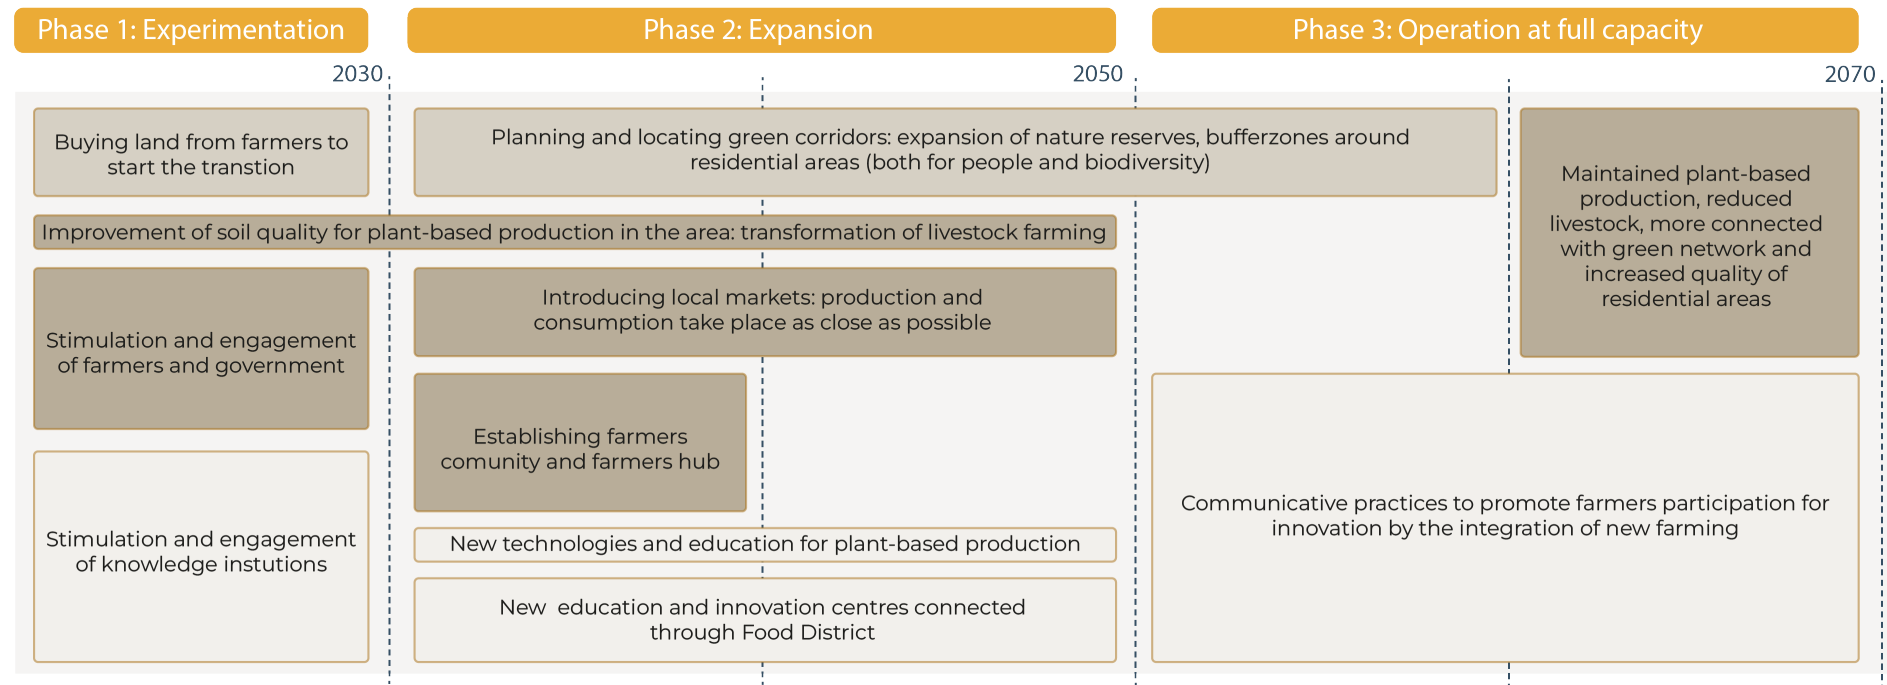 Phase 1: Experimentation
Phase 2: Expansion
Phase 3: Operation at full capacity
2030
2050
2070
Buying land from farmers to
start the transtion
Planning and locating green corridors: expansion of nature reserves, bufferzones around
residential areas (both for people and biodiversity)
Maintained plant-based
production, reduced
livestock, more connected
with green network and
increased quality of
residential areas
Improvement of soil quality for plant-based production in the area: transformation of livestock farming
Stimulation and engagement
of farmers and government
Introducing local markets: production and
consumption take place as close as possible
Establishing farmers
comunity and farmers hub
Communicative practices to promote farmers participation for
innovation by the integration of new farming
Stimulation and engagement
of knowledge instutions
New technologies and education for plant-based production
New education and innovation centres connected
through Food District